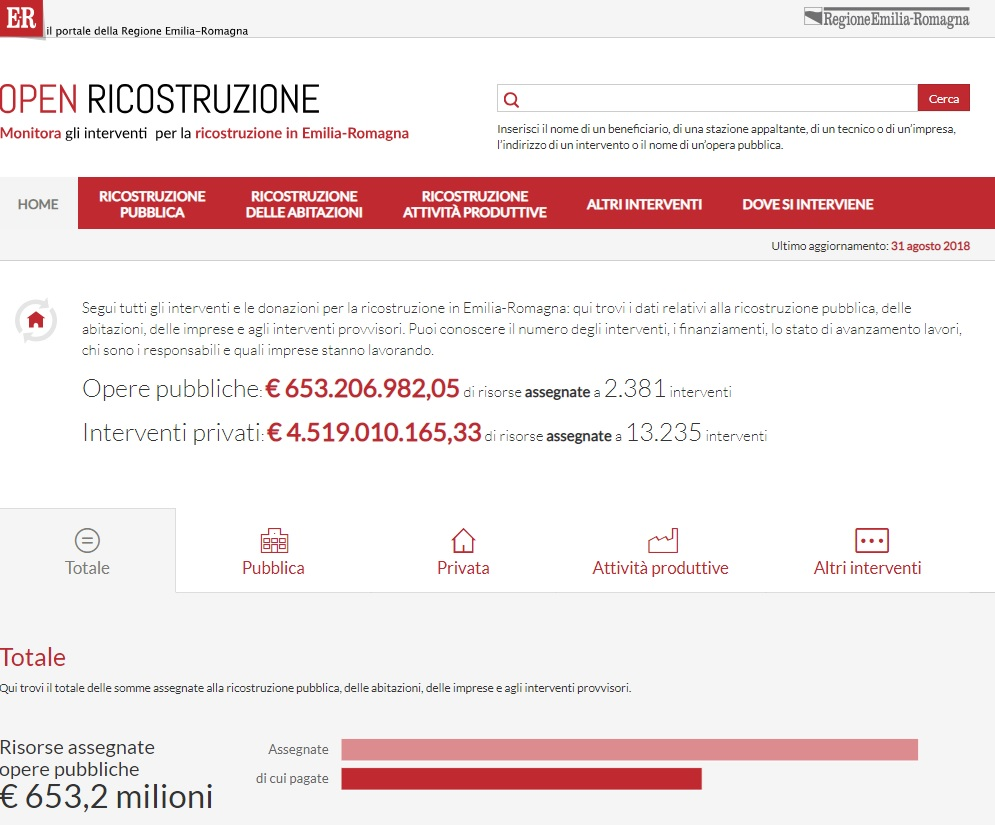 ER il portale della Regione Emilia-Romagna
RegioneEmilia-Romagna
OPEN RICOSTRUZIONE
Monitora gli interventi per la ricostruzione in Emilia-Romagna
Cerca
Inserisci il nome di un beneficiario, di una stazione appaltante, di un tecnico o di un'impresa,
l'indirizzo di un intervento o il nome di un'opera pubblica.
HOME
RICOSTRUZIONE
PUBBLICA
RICOSTRUZIONE
DELLE ABITAZIONI
RICOSTRUZIONE
ATTIVITÀ PRODUTTIVE
ALTRI INTERVENTI
DOVE SI INTERVIENE
Ultimo aggiornamento: 31 agosto 2018
Segui tutti gli interventi e le donazioni per la ricostruzione in Emilia-Romagna: qui trovi i dati relativi alla ricostruzione pubblica, delle
abitazioni, delle imprese e agli interventi provvisori. Puoi conoscere il numero degli interventi, i finanziamenti, lo stato di avanzamento lavori,
chi sono i responsabili e quali imprese stanno lavorando.
Opere pubbliche: € 653.206.982,05 di risorse assegnate a 2.381 interventi
Interventi privati: € 4.519.010.165,33 di risorse assegnate a 13.235 interventi
Totale
Pubblica
Privata
Attività produttive
Altri interventi
Totale
Qui trovi il totale delle somme assegnate alla ricostruzione pubblica, delle abitazioni, delle imprese e agli interventi provvisori.
Risorse assegnate
opere pubbliche
€ 653,2 milioni
Assegnate
di cui pagate